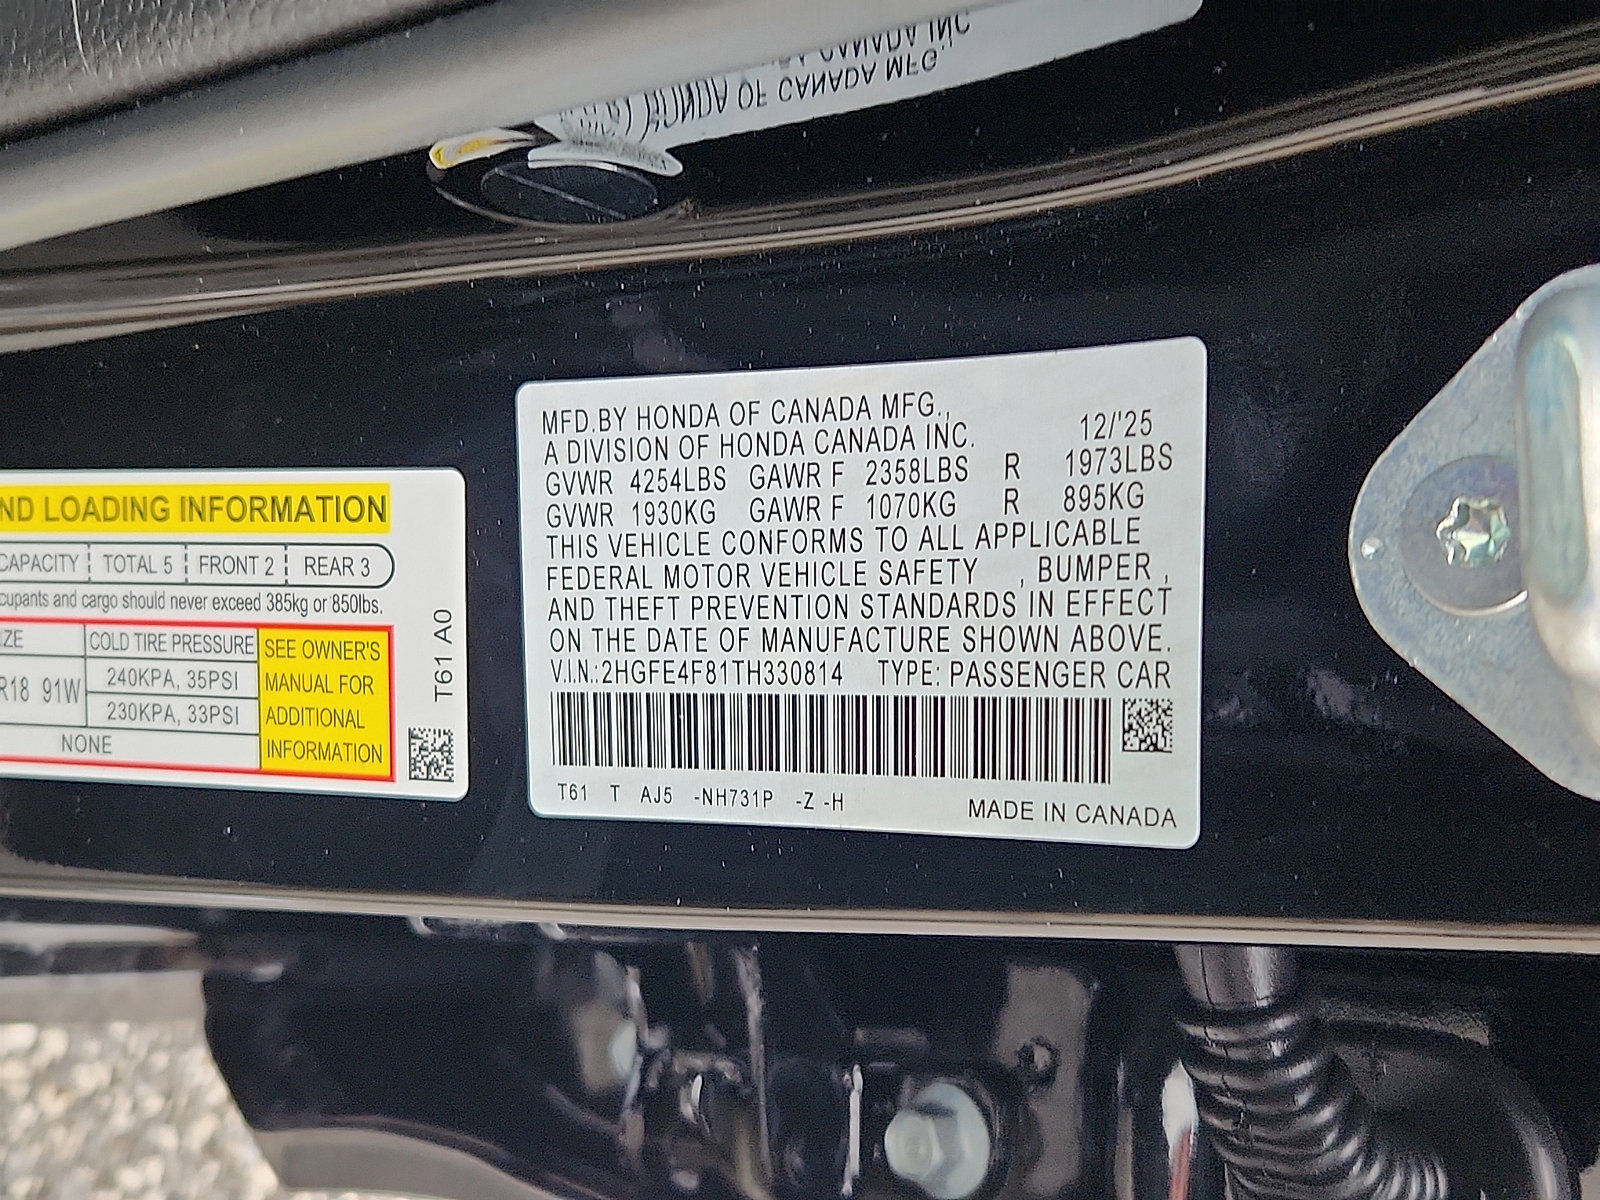 CANADA INC
HONDA OF CANADA MFG.
MFD.BY HONDA OF CANADA MFG.,
A DIVISION OF HONDA CANADA INC. 12/'25
GVWR 4254LBS GAWR F 2358LBS R 1973LBS
GVWR 1930KG GAWR F 1070KG R 895KG
THIS VEHICLE CONFORMS TO ALL APPLICABLE
FEDERAL MOTOR VEHICLE SAFETY , BUMPER ,
AND THEFT PREVENTION STANDARDS IN EFFECT
ON THE DATE OF MANUFACTURE SHOWN ABOVE.
V.I.N.:2HGFE4F81TH330814 TYPE: PASSENGER CAR
T61 T AJ5 -NH731P -Z -H
MADE IN CANADA
ND LOADING INFORMATION
CAPACITY TOTAL 5 FRONT 2 REAR 3
cupants and cargo should never exceed 385kg or 850lbs.
ZE COLD TIRE PRESSURE
R18 91W 240KPA, 35PSI
230KPA, 33PSI
NONE
SEE OWNER'S
MANUAL FOR
ADDITIONAL
INFORMATION
T61 A0